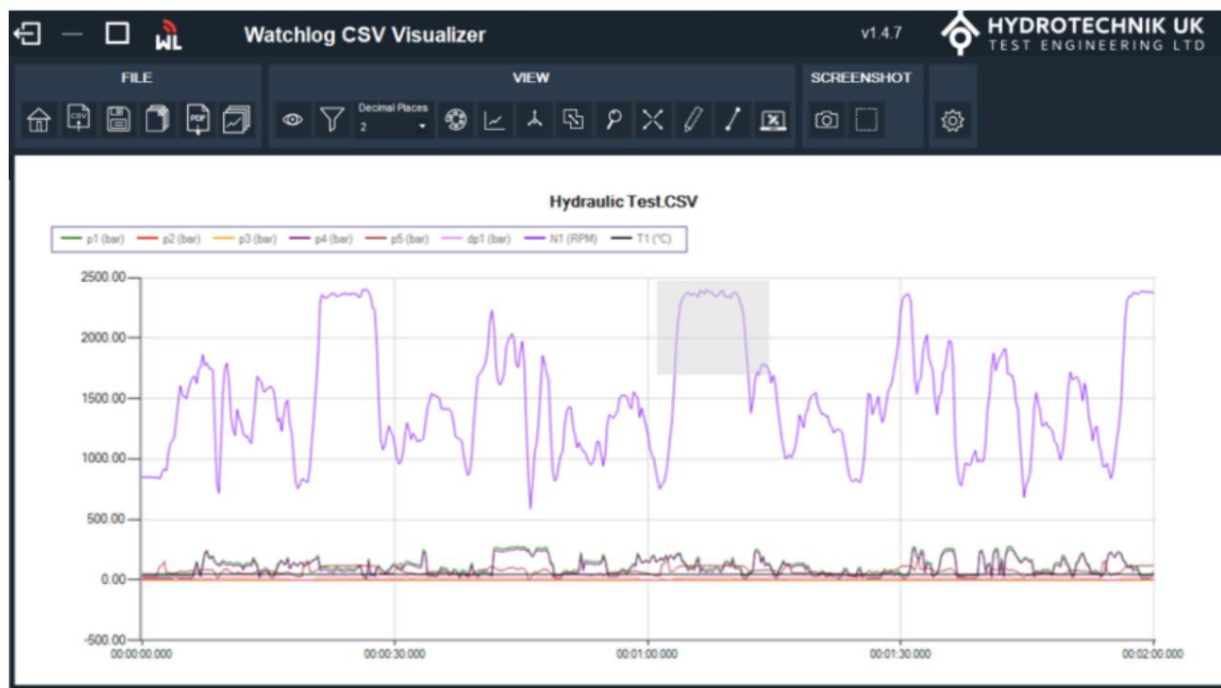 WL
Watchlog CSV Visualizer
v1.4.7
HYDROTECHNIK UK
TEST ENGINEERING LTD
FILE
VIEW
SCREENSHOT
CSV
PDF
Decimal Places
2
Hydraulic Test.CSV
p1 (bar) p2 (bar) p3 (bar) p4 (bar) p5 (bar) dp1 (bar) N1 (RPM) T1 (°C)
2500.00
2000.00
1500.00
1000.00
500.00
0.00
-500.00
00:00:00.000 00:00:30.000 00:01:00.000 00:01:30.000 00:02:00.000